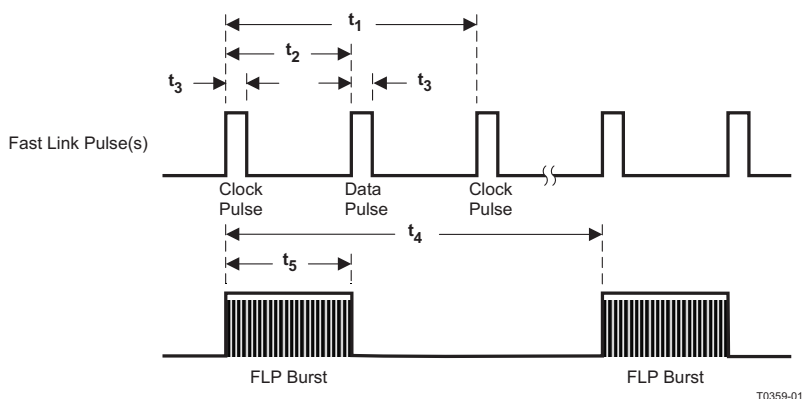 t1
t2
t3
t3
Fast Link Pulse(s)
Clock
Pulse
Data
Pulse
Clock
Pulse
t4
t5
FLP Burst
FLP Burst
T0359-01